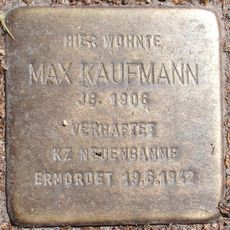 HIER WOHNTE
MAX KAUFMANN
JG. 1906
VERHAFTET
KZ NEUENGAMME
ERMORDET 19.6.1942